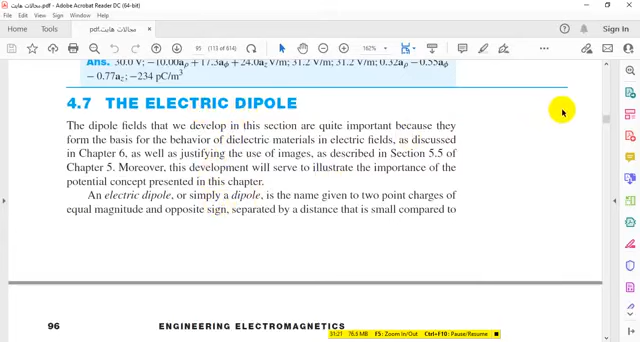 مجالات هايت.pdf - Adobe Acrobat Reader DC (64-bit)
File Edit View Sign Window Help
Home Tools مجالات هايت.pdf ×
Sign In
95 (113 of 614) 162%
Ans. 30.0 V; −10.00aρ + 17.3aϕ + 24.0az V/m; 31.2 V/m; 31.2 V/m; 0.32aρ − 0.55aϕ
− 0.77az; −234 pC/m³
4.7 THE ELECTRIC DIPOLE
The dipole fields that we develop in this section are quite important because they
form the basis for the behavior of dielectric materials in electric fields, as discussed
in Chapter 6, as well as justifying the use of images, as described in Section 5.5 of
Chapter 5. Moreover, this development will serve to illustrate the importance of the
potential concept presented in this chapter.
An electric dipole, or simply a dipole, is the name given to two point charges of
equal magnitude and opposite sign, separated by a distance that is small compared to
96 ENGINEERING ELECTROMAGNETICS
31:21 76.5 MB F5: Zoom In/Out Ctrl+F10: Pause/Resume